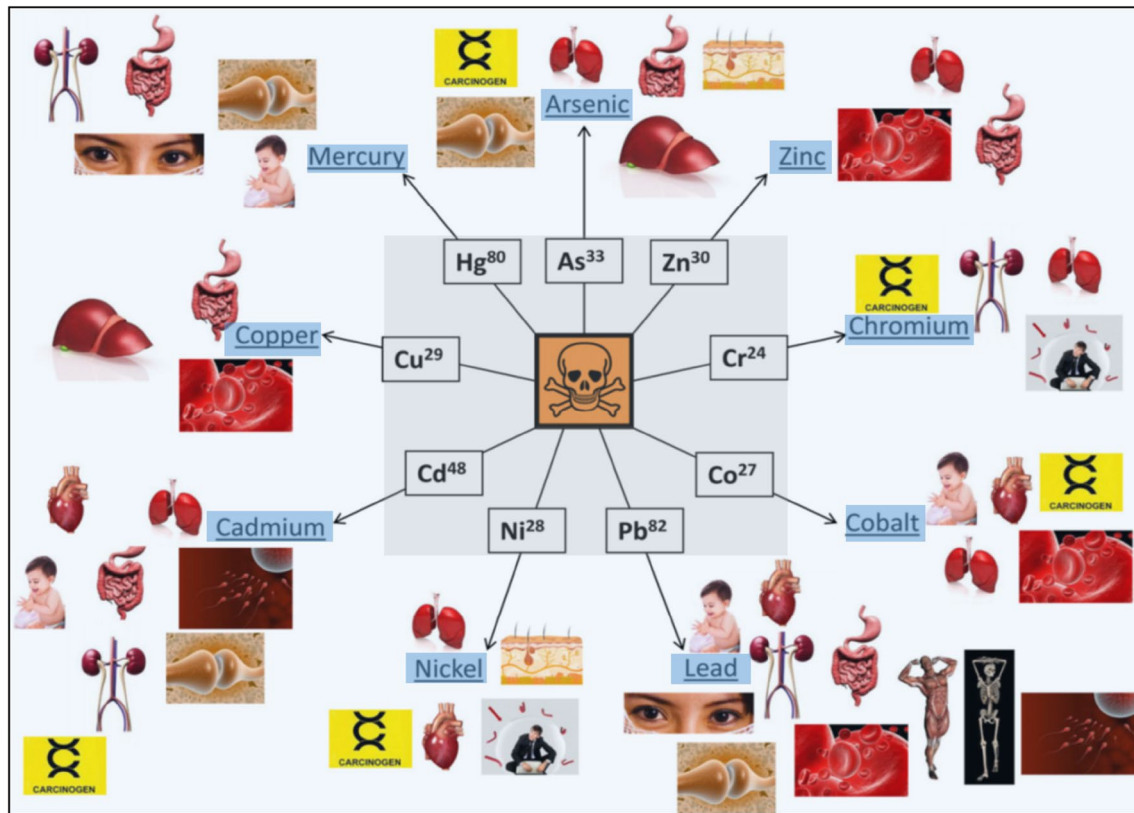 CARCINOGEN
Arsenic
Mercury
Zinc
Hg⁸⁰
As³³
Zn³⁰
CARCINOGEN
Chromium
Copper
Cu²⁹
Cr²⁴
Cd⁴⁸
Co²⁷
CARCINOGEN
Cadmium
Ni²⁸
Pb⁸²
Cobalt
Nickel
Lead
CARCINOGEN
CARCINOGEN